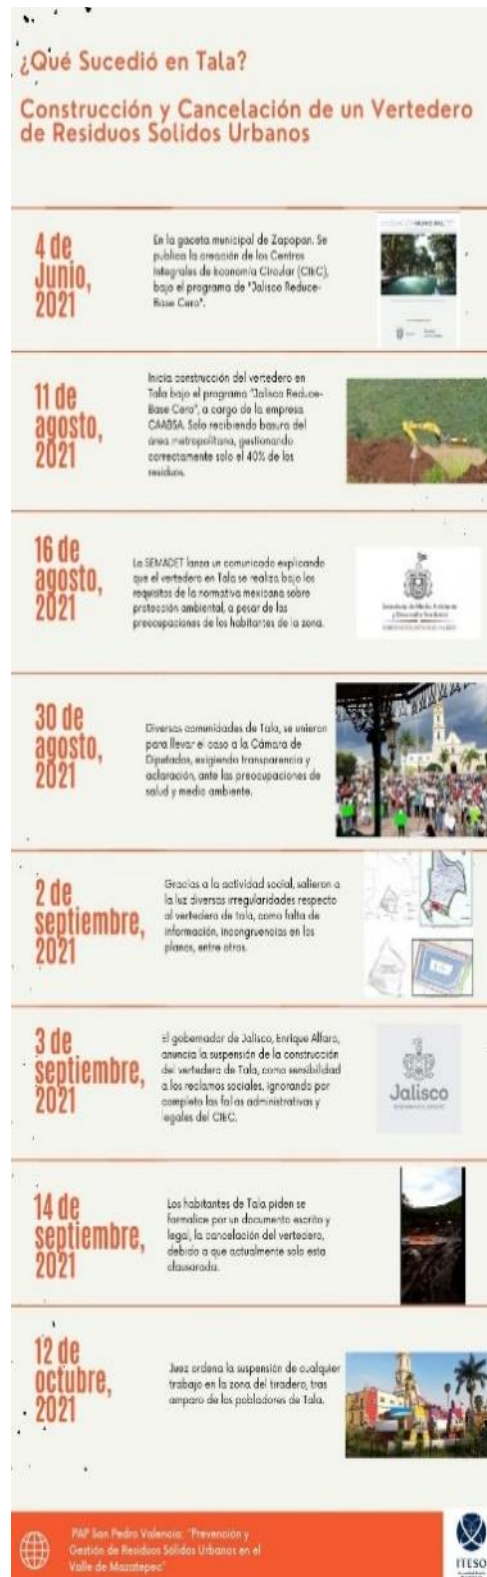 ¿Qué Sucedió en Tala?
Construcción y Cancelación de un Vertedero
de Residuos Sólidos Urbanos
4 de
Junio,
2021
En la gaceta municipal de Zapopan. Se
publica la creación de los Centros
Integrales de Economía Circular (CIEC),
bajo el programa de "Jalisco Reduce-
Base Cero".
11 de
agosto,
2021
Inicia construcción del vertedero en
Tala bajo el programa "Jalisco Reduce-
Base Cero", a cargo de la empresa
CAABSA. Solo recibiendo basura del
área metropolitana, gestionando
correctamente solo el 40% de los
residuos.
16 de
agosto,
2021
La SEMADET lanza un comunicado explicando
que el vertedero en Tala se realiza bajo los
requisitos de la normativa mexicana sobre
protección ambiental, a pesar de las
preocupaciones de los habitantes de la zona.
Secretaría de Medio Ambiente
y Desarrollo Territorial
30 de
agosto,
2021
Diversas comunidades de Tala, se unieron
para llevar el caso a la Cámara de
Diputados, exigiendo transparencia y
aclaración, ante las preocupaciones de
salud y medio ambiente.
2 de
septiembre,
2021
Gracias a la actividad social, salieron a
la luz diversas irregularidades respecto
al vertedero de tala, como falta de
información, incongruencias en los
planos, entre otros.
3 de
septiembre,
2021
El gobernador de Jalisco, Enrique Alfaro,
anuncia la suspensión de la construcción
del vertedero de Tala, como sensibilidad
a los reclamos sociales, ignorando por
completo las fallas administrativas y
legales del CIEC.
Jalisco
14 de
septiembre,
2021
Los habitantes de Tala piden se
formalice por un documento escrito y
legal, la cancelación del vertedero,
debido a que actualmente solo esta
clausurada.
12 de
octubre,
2021
Juez ordena la suspensión de cualquier
trabajo en la zona del tiradero, tras
amparo de los pobladores de Tala.
PAP San Pedro Valencia: "Prevención y
Gestión de Residuos Sólidos Urbanos en el
Valle de Mazatepec"
ITESO